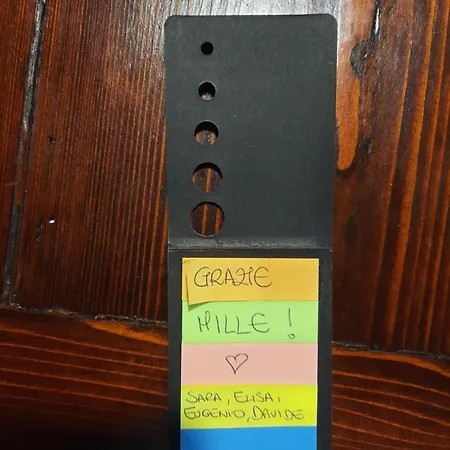 GRAZIE
MILLE !
♡
SARA, ELISA,
EUGENIO, DAVIDE